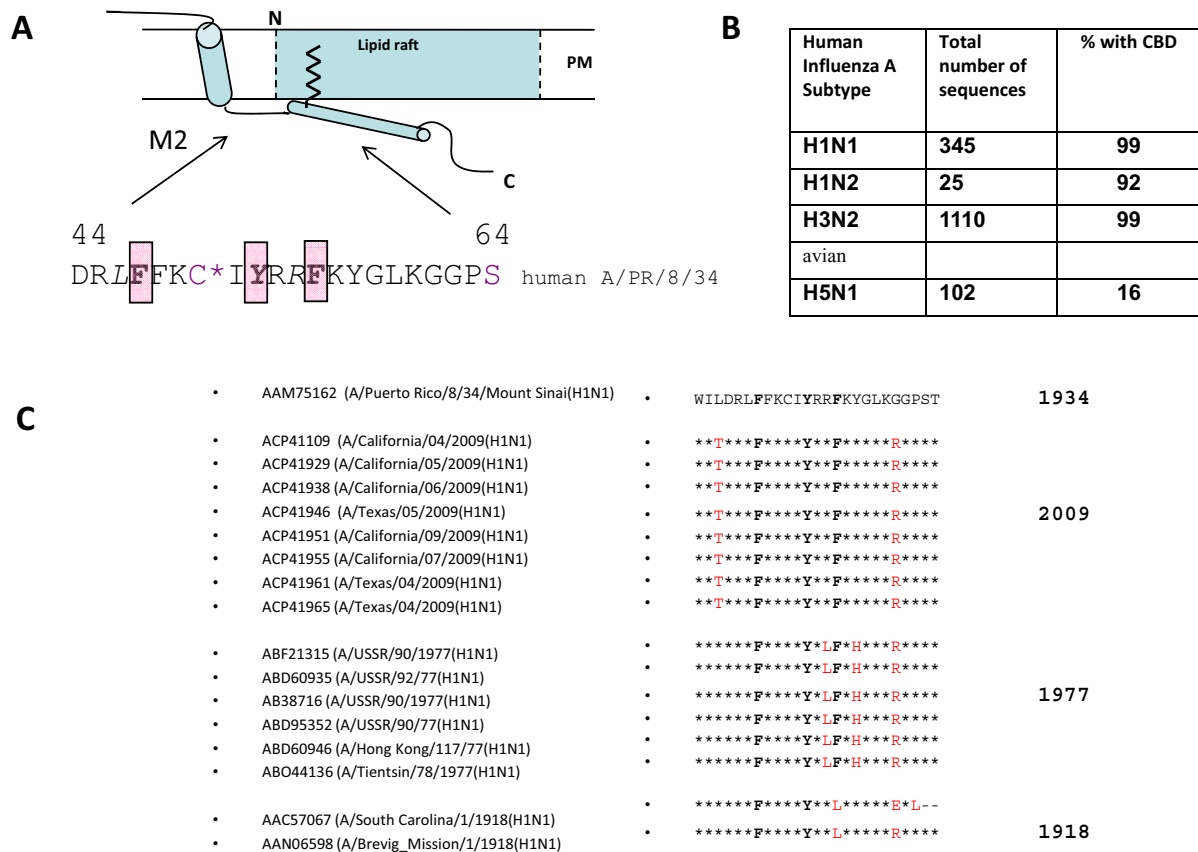 A
N
Lipid raft
PM
M2
C
44 64
DRLFFKC*IYRRFKYGLKGGPS human A/PR/8/34
B
Human Influenza A Subtype Total number of sequences % with CBD
H1N1 345 99
H1N2 25 92
H3N2 1110 99
avian
H5N1 102 16
C
• AAM75162 (A/Puerto Rico/8/34/Mount Sinai(H1N1) • WILDRLFFKCIYRRFKYGLKGGPST 1934
• ACP41109 (A/California/04/2009(H1N1) • **T***F****Y**F*****R****
• ACP41929 (A/California/05/2009(H1N1) • **T***F****Y**F*****R****
• ACP41938 (A/California/06/2009(H1N1) • **T***F****Y**F*****R****
• ACP41946 (A/Texas/05/2009(H1N1) • **T***F****Y**F*****R**** 2009
• ACP41951 (A/California/09/2009(H1N1) • **T***F****Y**F*****R****
• ACP41955 (A/California/07/2009(H1N1) • **T***F****Y**F*****R****
• ACP41961 (A/Texas/04/2009(H1N1) • **T***F****Y**F*****R****
• ACP41965 (A/Texas/04/2009(H1N1) • **T***F****Y**F*****R****
• ABF21315 (A/USSR/90/1977(H1N1) • ******F****Y*LF*H***R****
• ABD60935 (A/USSR/92/77(H1N1) • ******F****Y*LF*H***R****
• AB38716 (A/USSR/90/1977(H1N1) • ******F****Y*LF*H***R**** 1977
• ABD95352 (A/USSR/90/77(H1N1) • ******F****Y*LF*H***R****
• ABD60946 (A/Hong Kong/117/77(H1N1) • ******F****Y*LF*H***R****
• ABO44136 (A/Tientsin/78/1977(H1N1) • ******F****Y*LF*H***R****
• AAC57067 (A/South Carolina/1/1918(H1N1) • ******F****Y**L*****E*L--
• AAN06598 (A/Brevig_Mission/1/1918(H1N1) • ******F****Y**L*****R**** 1918